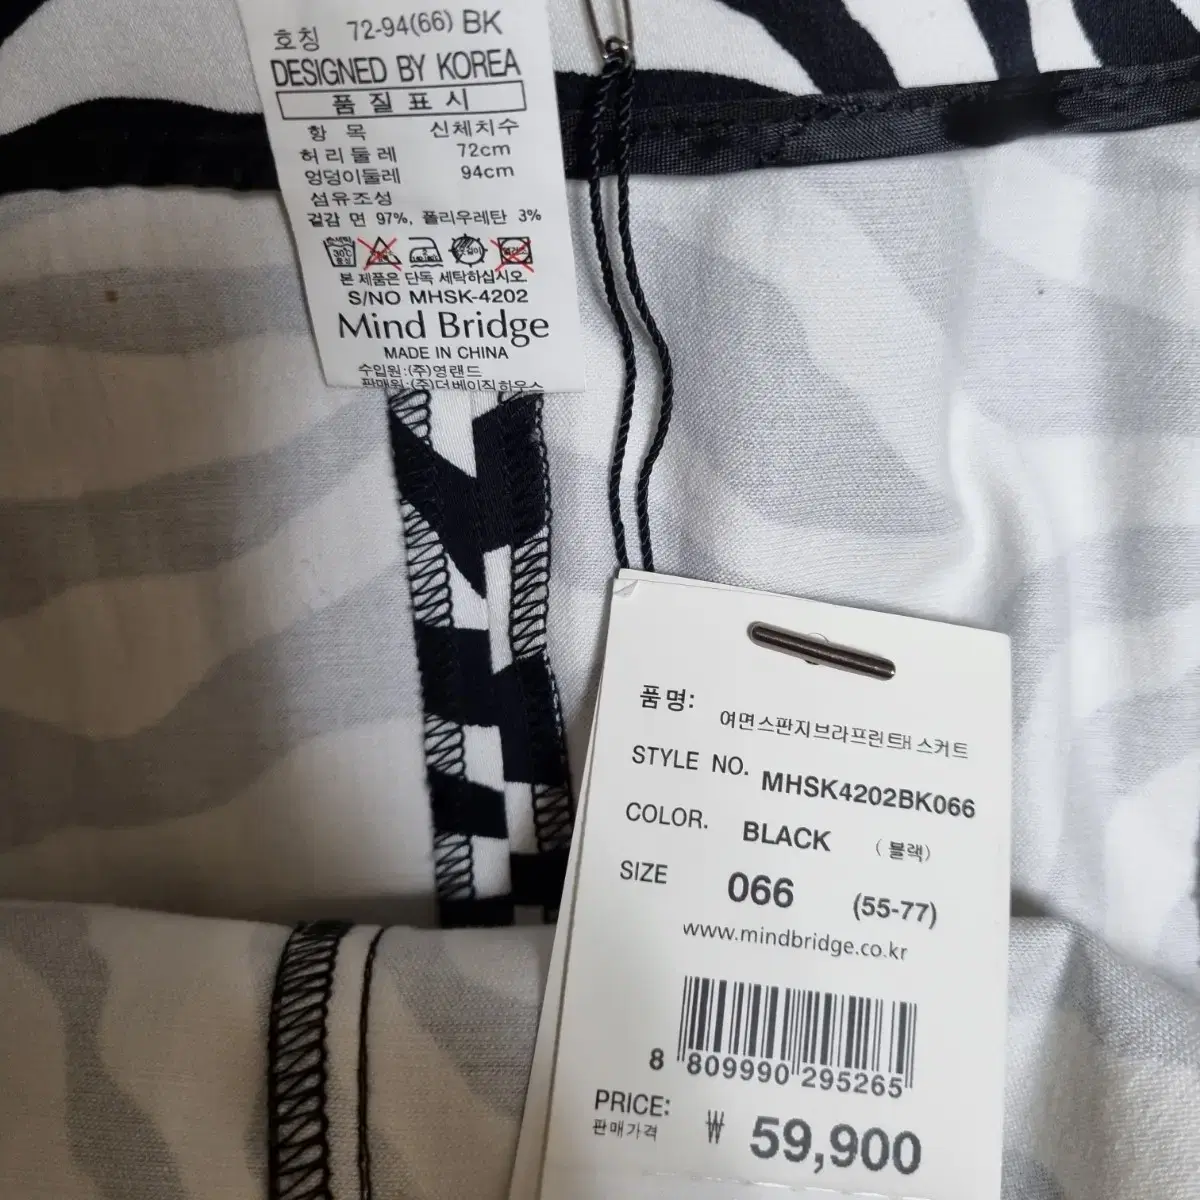 호칭 72-94(66) BK
DESIGNED BY KOREA
품질표시
항 목 신체치수
허리둘레 72cm
엉덩이둘레 94cm
섬유조성
겉감 면 97%, 폴리우레탄 3%
30℃
본 제품은 단독 세탁하십시오.
S/NO MHSK-4202
Mind Bridge
MADE IN CHINA
수입원:(주)영랜드
판매원:(주)더베이직하우스
품명: 여면스판지브라프린트H스커트
STYLE NO. MHSK4202BK066
COLOR. BLACK (블랙)
SIZE 066 (55-77)
www.mindbridge.co.kr
8 809990 295265
PRICE: ₩ 59,900
판매가격